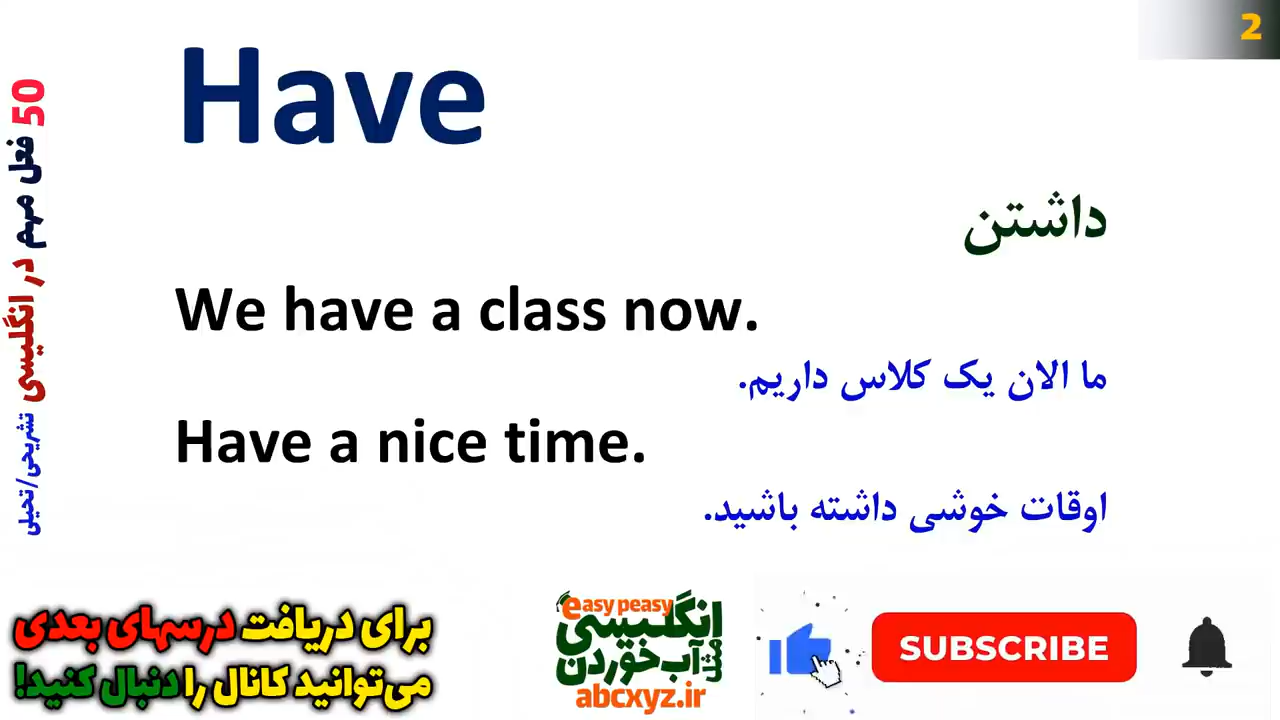 2
Have
داشتن
We have a class now.
ما الان یک کلاس داریم.
Have a nice time.
اوقات خوشی داشته باشید.
50 فعل مهم در انگلیسی تشریحی/تحیلی
برای دریافت درسهای بعدی
می‌توانید کانال را دنبال کنید!
easy peasy
انگلیسی
مثل آب خوردن
abcxyz.ir
SUBSCRIBE